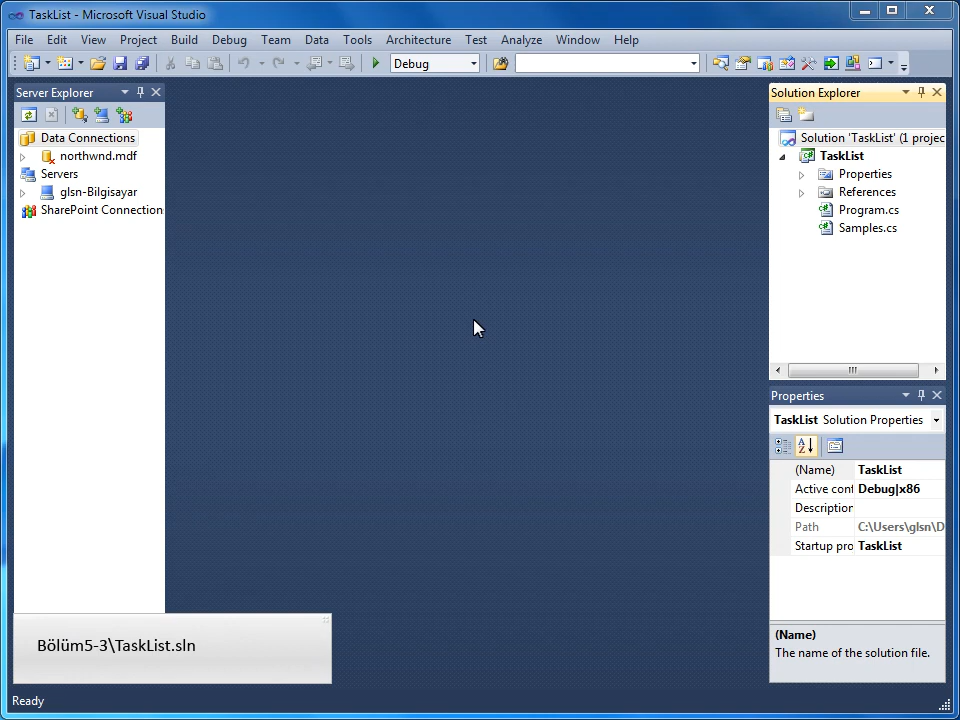 TaskList - Microsoft Visual Studio
File Edit View Project Build Debug Team Data Tools Architecture Test Analyze Window Help
Debug
Server Explorer
Data Connections
northwnd.mdf
Servers
glsn-Bilgisayar
SharePoint Connection
Solution Explorer
Solution 'TaskList' (1 projec
TaskList
Properties
References
Program.cs
Samples.cs
Properties
TaskList Solution Properties
(Name) TaskList
Active conf Debug|x86
Description
Path C:\Users\glsn\D
Startup pro TaskList
(Name)
The name of the solution file.
Bölüm5-3\TaskList.sln
Ready